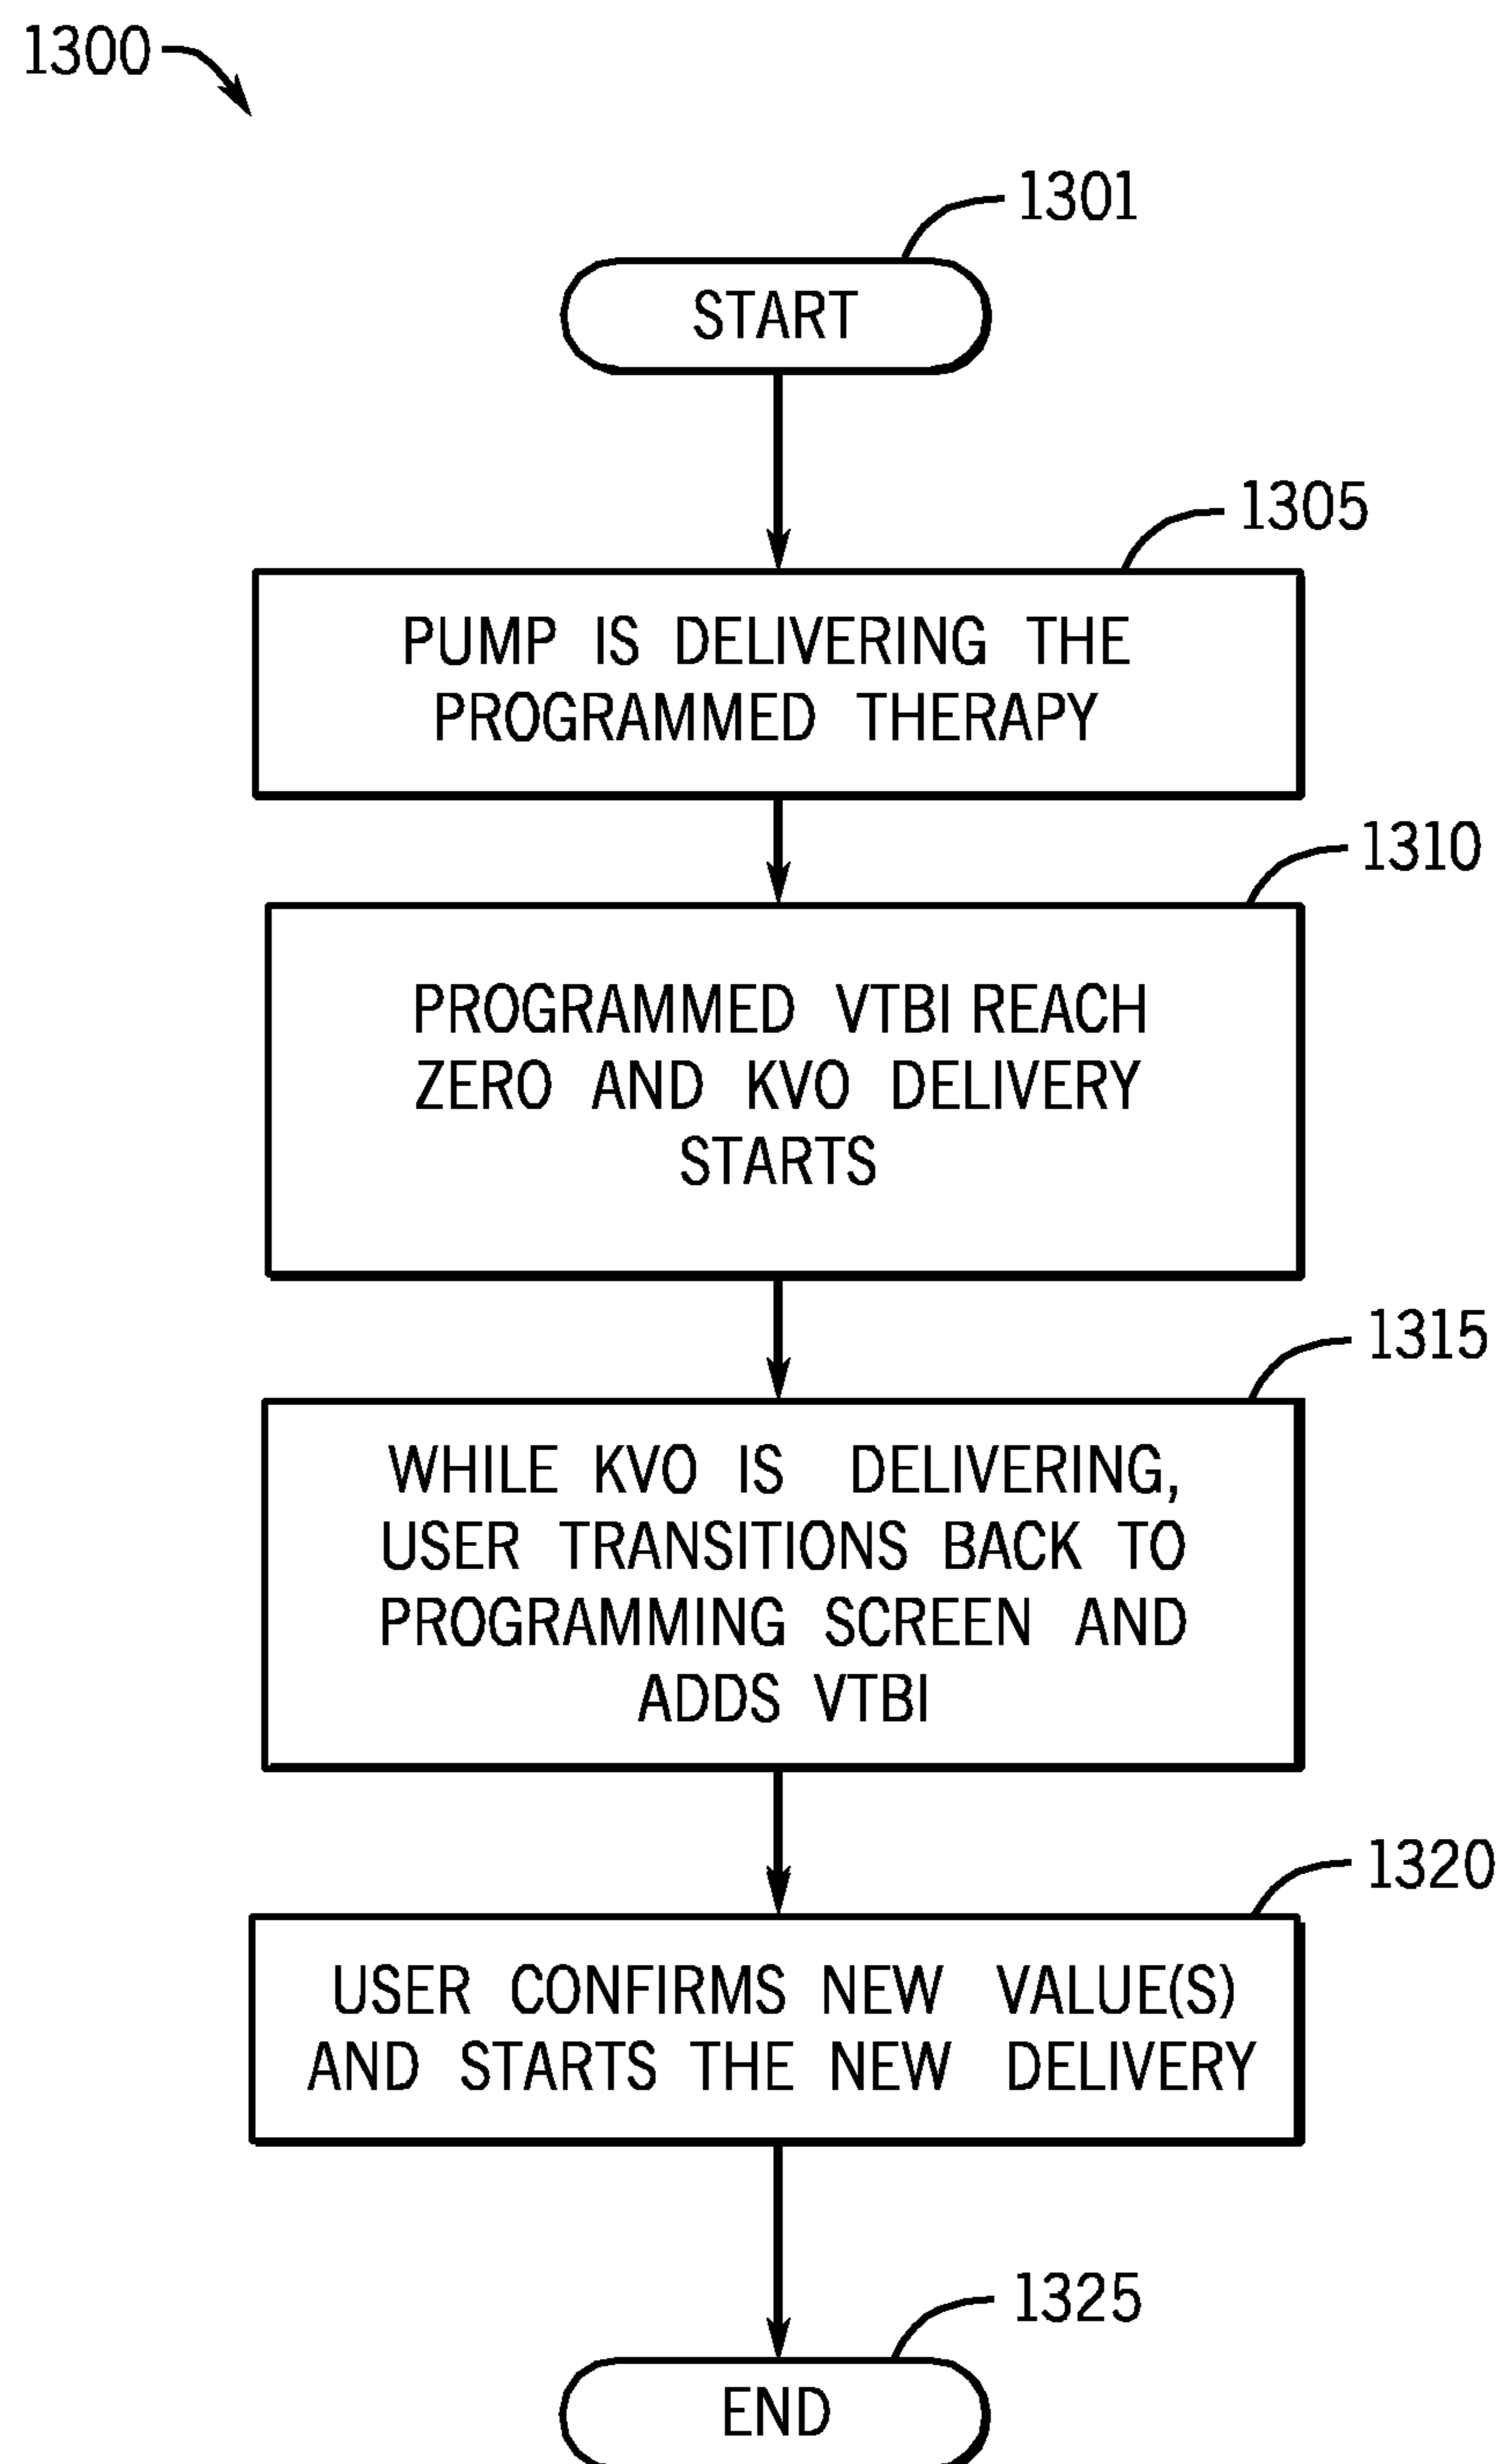 1300
1301
START
1305
PUMP IS DELIVERING THE
PROGRAMMED THERAPY
1310
PROGRAMMED VTBI REACH
ZERO AND KVO DELIVERY
STARTS
1315
WHILE KVO IS DELIVERING,
USER TRANSITIONS BACK TO
PROGRAMMING SCREEN AND
ADDS VTBI
1320
USER CONFIRMS NEW VALUE(S)
AND STARTS THE NEW DELIVERY
1325
END